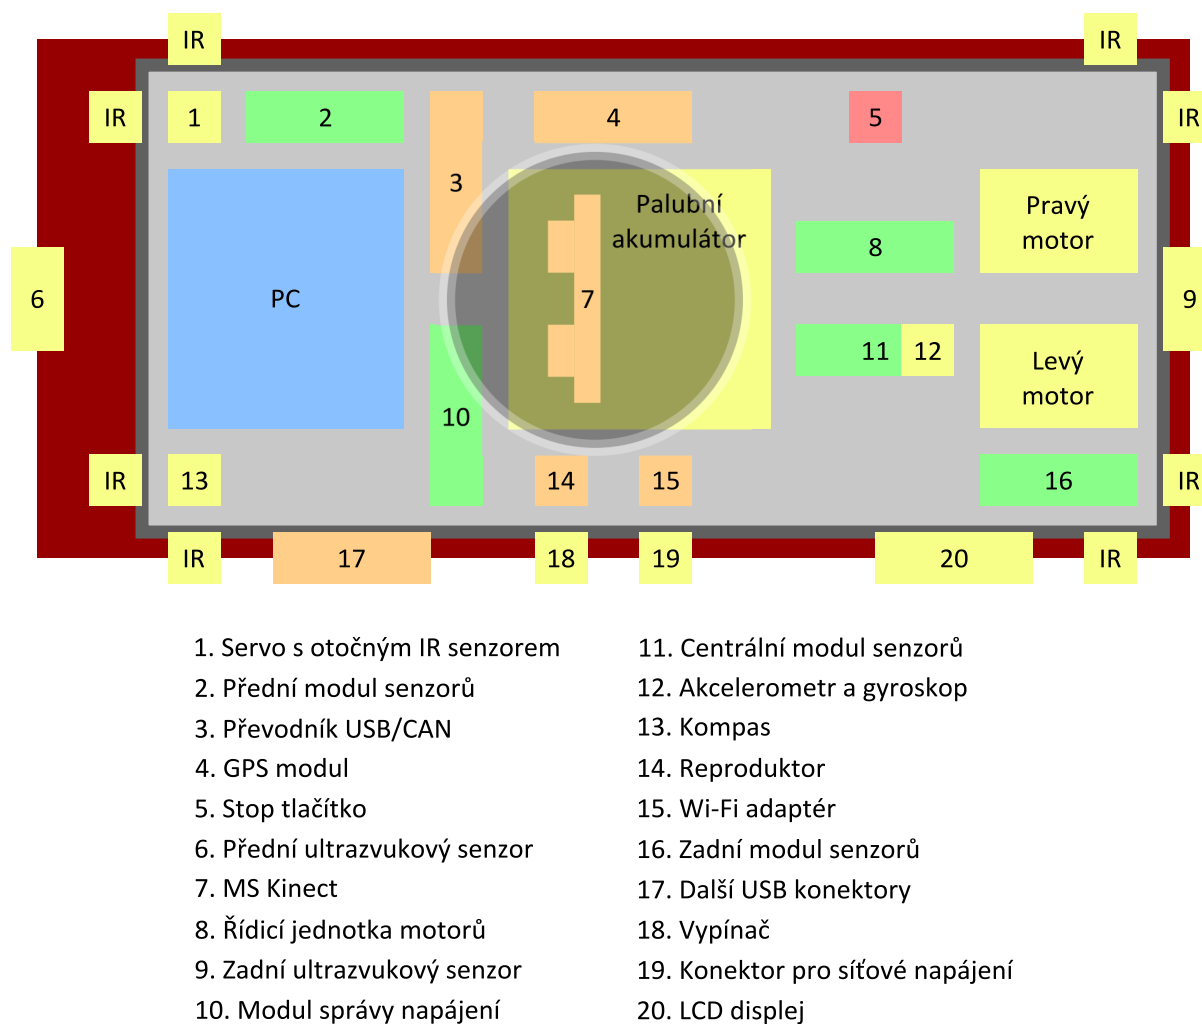 IR
IR
IR
1
2
4
5
IR
3
Palubní
akumulátor
Pravý
motor
8
6
PC
7
9
11
12
Levý
motor
10
IR
13
14
15
16
IR
IR
17
18
19
20
IR
1. Servo s otočným IR senzorem
2. Přední modul senzorů
3. Převodník USB/CAN
4. GPS modul
5. Stop tlačítko
6. Přední ultrazvukový senzor
7. MS Kinect
8. Řídicí jednotka motorů
9. Zadní ultrazvukový senzor
10. Modul správy napájení
11. Centrální modul senzorů
12. Akcelerometr a gyroskop
13. Kompas
14. Reproduktor
15. Wi-Fi adaptér
16. Zadní modul senzorů
17. Další USB konektory
18. Vypínač
19. Konektor pro síťové napájení
20. LCD displej